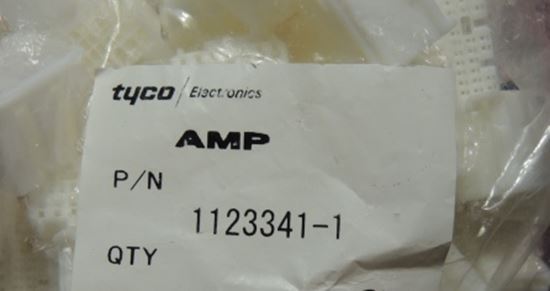 tyco / Electronics
AMP
P/N
1123341-1
QTY